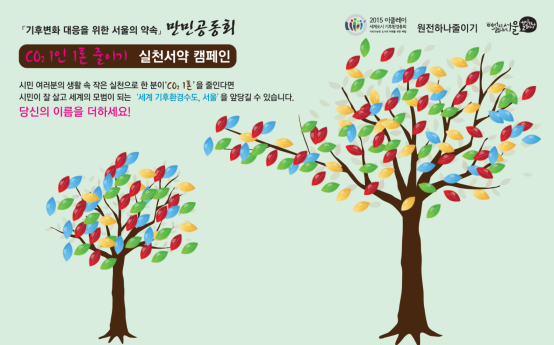 「기후변화 대응을 위한 서울의 약속」 만민공동회
2015 이클레이
원전하나줄이기
CO₂ 1인 1톤 줄이기 실천서약 캠페인
시민 여러분의 생활 속 작은 실천으로 한 분이 'CO₂ 1톤'을 줄인다면
시민이 잘 살고 세계의 모범이 되는 '세계 기후환경수도, 서울'을 앞당길 수 있습니다.
당신의 이름을 더하세요!